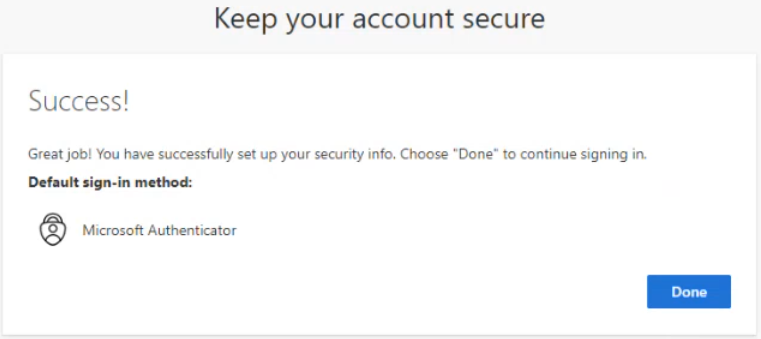 Keep your account secure
Success!
Great job! You have successfully set up your security info. Choose "Done" to continue signing in.
Default sign-in method:
Microsoft Authenticator
Done